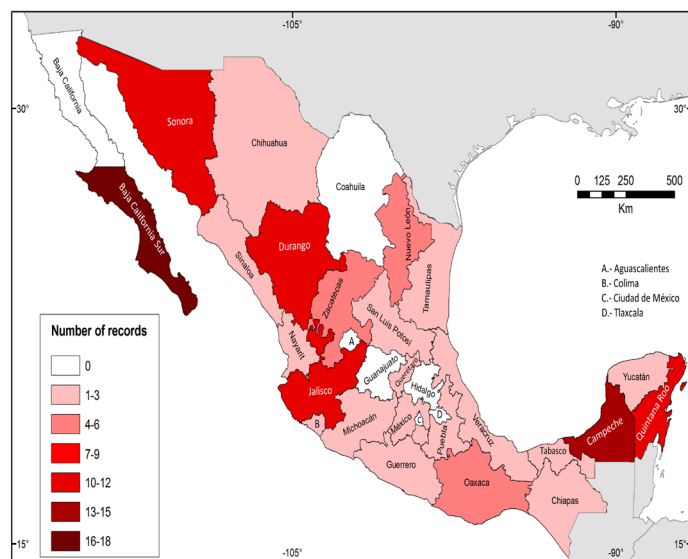 -105°
-90°
30°
30°
Baja California
Sonora
Chihuahua
Coahuila
0 125 250 500
Km
Baja California Sur
Nuevo León
Durango
Sinaloa
Tamaulipas
A.- Aguascalientes
B.- Colima
C.- Ciudad de México
D.- Tlaxcala
Zacatecas
San Luis Potosí
Number of records
0
1-3
4-6
7-9
10-12
13-15
16-18
Nayarit
A
Guanajuato
Querétaro
Hidalgo
Yucatán
Quintana Roo
Jalisco
B
Michoacán
México
C
D
Puebla
Veracruz
Campeche
Tabasco
Guerrero
Oaxaca
Chiapas
15°
15°
-105°
-90°